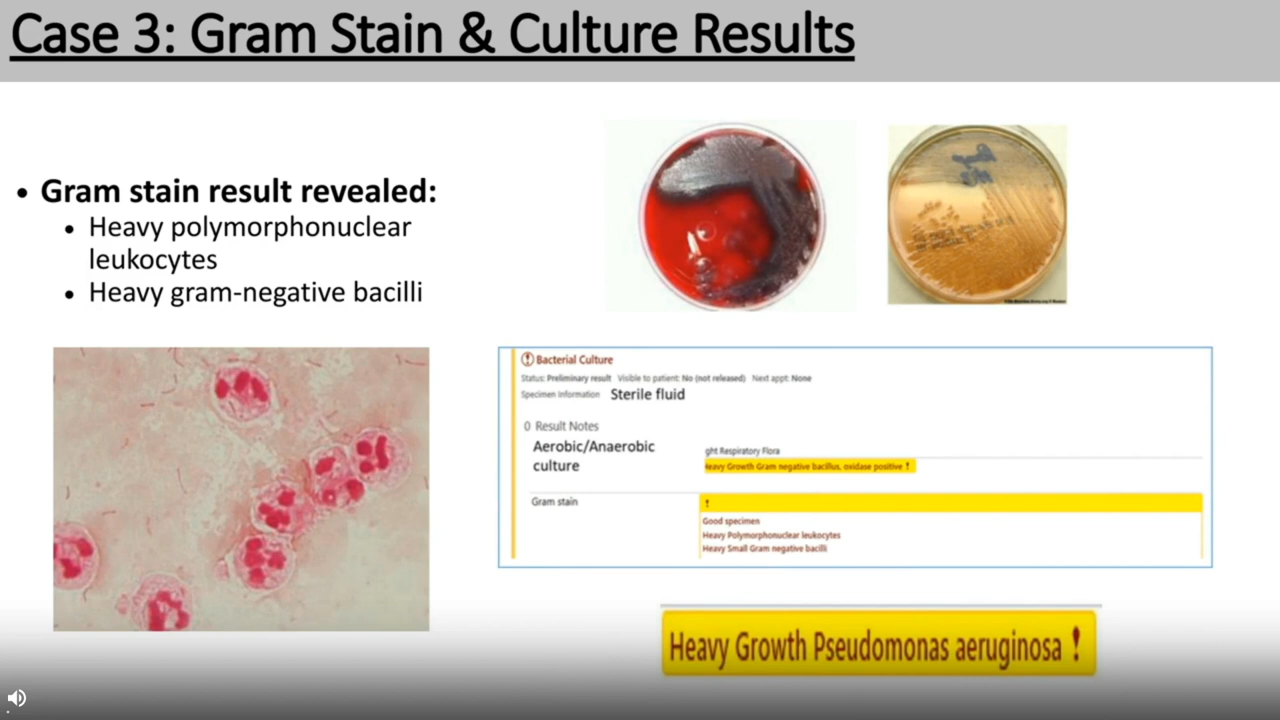 Case 3: Gram Stain & Culture Results
• Gram stain result revealed:
• Heavy polymorphonuclear
leukocytes
• Heavy gram-negative bacilli
Bacterial Culture
Status: Preliminary result Visible to patient: No (not released) Next appt: None
Specimen Information Sterile fluid
0 Result Notes
Aerobic/Anaerobic
culture
ght Respiratory Flora
Heavy Growth Gram negative bacillus, oxidase positive !
Gram stain
!
Good specimen
Heavy Polymorphonuclear leukocytes
Heavy Small Gram negative bacilli
Heavy Growth Pseudomonas aeruginosa !